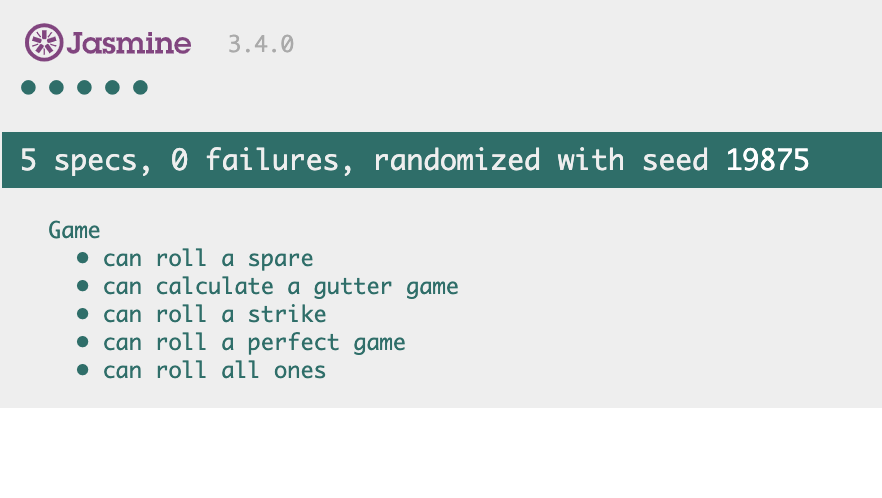 Jasmine 3.4.0
5 specs, 0 failures, randomized with seed 19875
Game
can roll a spare
can calculate a gutter game
can roll a strike
can roll a perfect game
can roll all ones